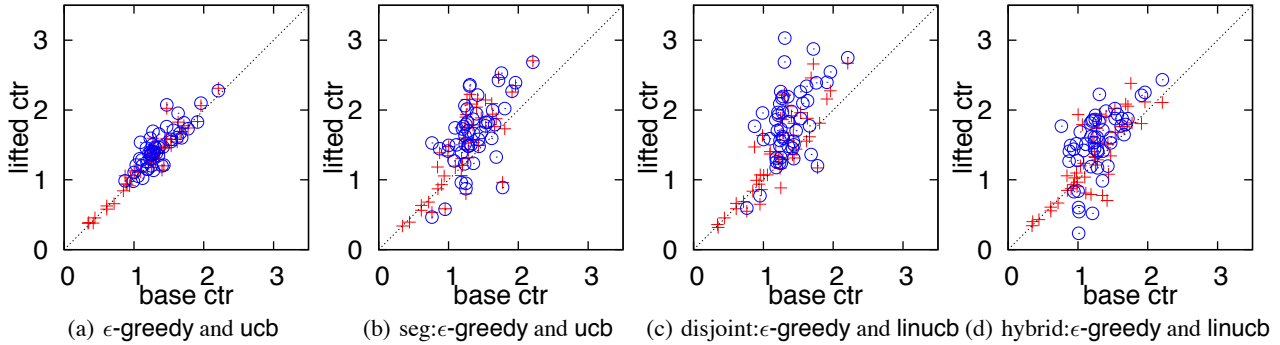 3
2
1
0
lifted ctr
0 1 2 3
base ctr
(a) ϵ-greedy and ucb
3
2
1
0
lifted ctr
0 1 2 3
base ctr
(b) seg:ϵ-greedy and ucb
3
2
1
0
lifted ctr
0 1 2 3
base ctr
(c) disjoint:ϵ-greedy and linucb
3
2
1
0
lifted ctr
0 1 2 3
base ctr
(d) hybrid:ϵ-greedy and linucb